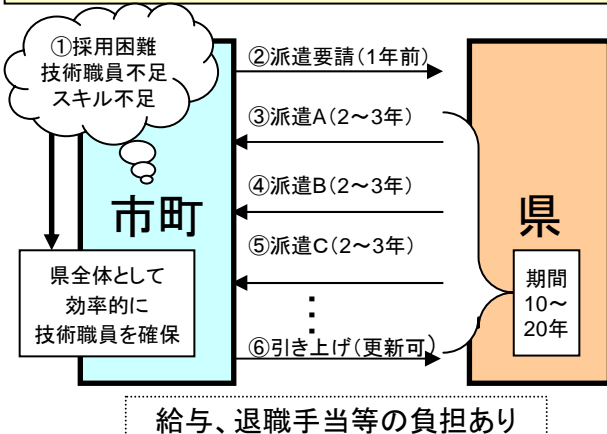 ①採用困難
技術職員不足
スキル不足
②派遣要請(1年前)
③派遣A(2～3年)
④派遣B(2～3年)
⑤派遣C(2～3年)
⑥引き上げ(更新可)
市町
県
県全体として
効率的に
技術職員を確保
期間
10～
20年
給与、退職手当等の負担あり